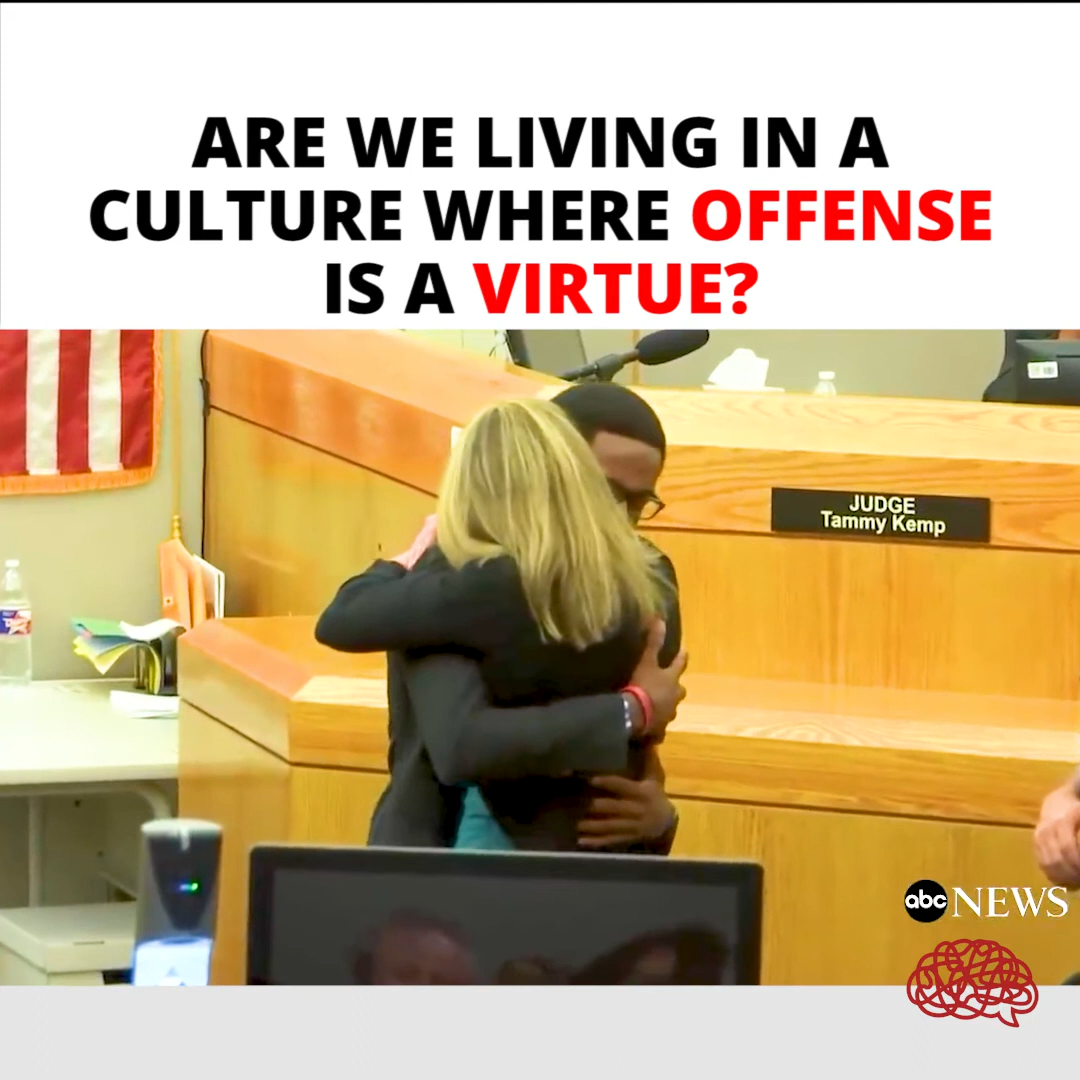 ARE WE LIVING IN A
CULTURE WHERE OFFENSE
IS A VIRTUE?
JUDGE
Tammy Kemp
abc NEWS